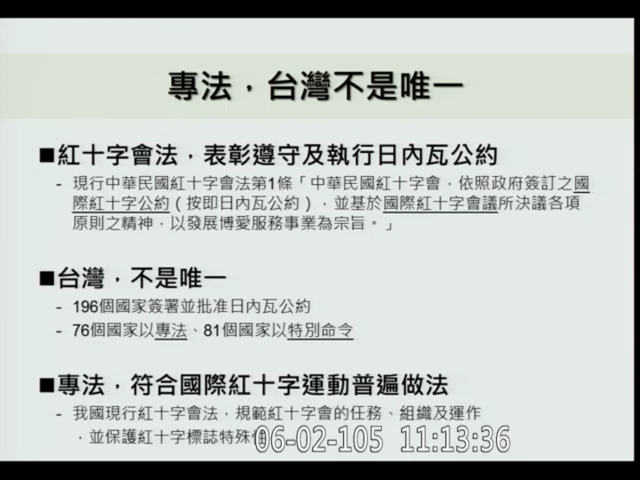 專法，台灣不是唯一
■紅十字會法，表彰遵守及執行日內瓦公約
- 現行中華民國紅十字會法第1條「中華民國紅十字會，依照政府簽訂之國
際紅十字公約（按即日內瓦公約），並基於國際紅十字會議所決議各項
原則之精神，以發展博愛服務事業為宗旨。」
■台灣，不是唯一
- 196個國家簽署並批准日內瓦公約
- 76個國家以專法、81個國家以特別命令
■專法，符合國際紅十字運動普遍做法
- 我國現行紅十字會法，規範紅十字會的任務、組織及運作
，並保護紅十字標誌特殊性
06-02-105 11:13:36